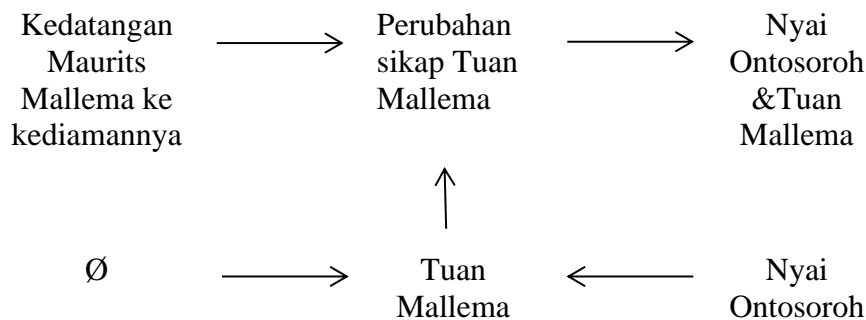 Kedatangan
Maurits
Mallema ke
kediamannya
Perubahan
sikap Tuan
Mallema
Nyai
Ontosoroh
&Tuan
Mallema
Ø
Tuan
Mallema
Nyai
Ontosoroh